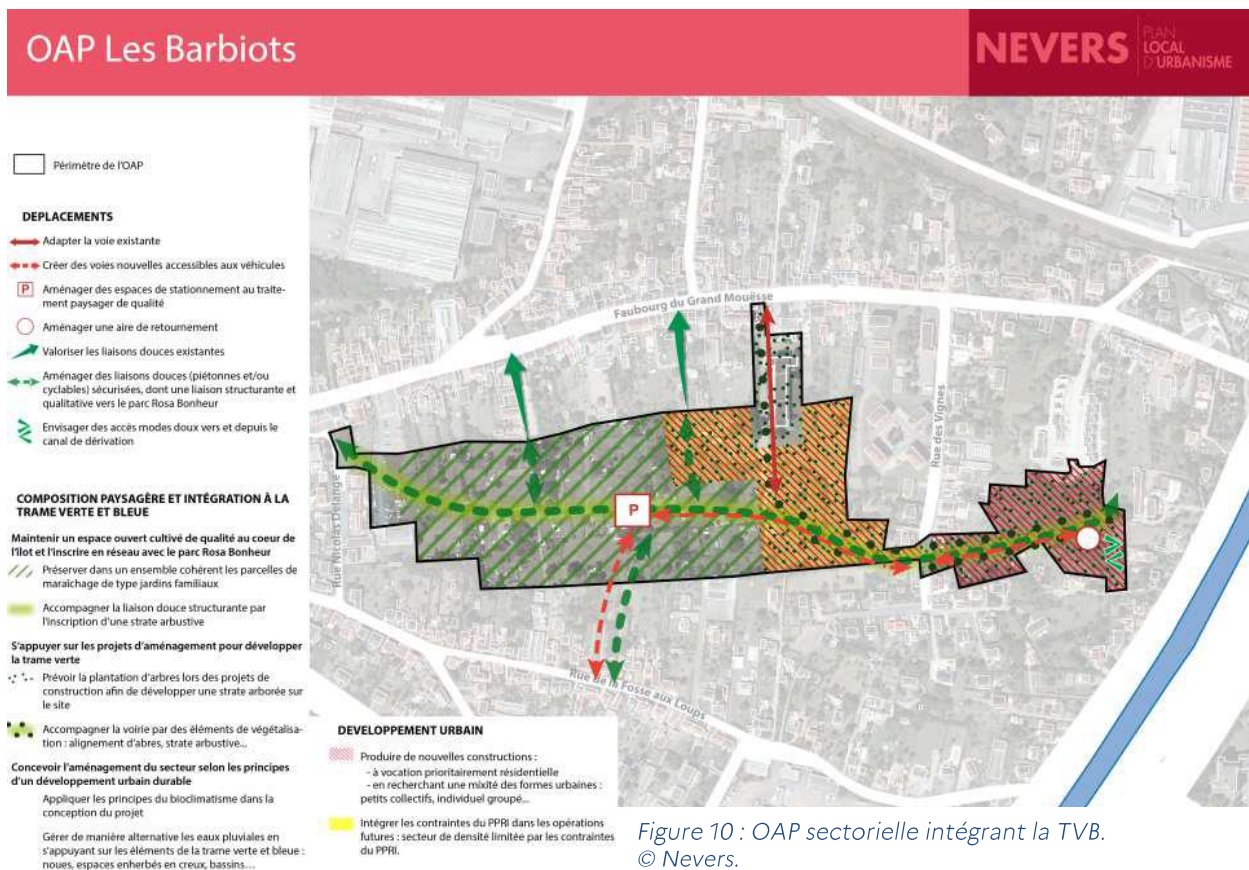 OAP Les Barbiots
NEVERS
PLAN
LOCAL
D'URBANISME
Périmètre de l'OAP
DEPLACEMENTS
Adapter la voie existante
Créer des voies nouvelles accessibles aux véhicules
P
Aménager des espaces de stationnement au traite-
ment paysager de qualité
Aménager une aire de retournement
Valoriser les liaisons douces existantes
Aménager des liaisons douces (piétonnes et/ou
cyclables) sécurisées, dont une liaison structurante et
qualitative vers le parc Rosa Bonheur
Envisager des accès modes doux vers et depuis le
canal de dérivation
COMPOSITION PAYSAGÈRE ET INTÉGRATION À LA
TRAME VERTE ET BLEUE
Maintenir un espace ouvert cultivé de qualité au coeur de
l'îlot et l'inscrire en réseau avec le parc Rosa Bonheur
Préserver dans un ensemble cohérent les parcelles de
maraîchage de type jardins familiaux
Accompagner la liaison douce structurante par
l'inscription d'une strate arbustive
S'appuyer sur les projets d'aménagement pour développer
la trame verte
Prévoir la plantation d'arbres lors des projets de
construction afin de développer une strate arborée sur
le site
Accompagner la voirie par des éléments de végétalisa-
tion : alignement d'abres, strate arbustive...
Concevoir l'aménagement du secteur selon les principes
d'un développement urbain durable
Appliquer les principes du bioclimatisme dans la
conception du projet
Gérer de manière alternative les eaux pluviales en
s'appuyant sur les éléments de la trame verte et bleue :
noues, espaces enherbés en creux, bassins...
Faubourg du Grand Mouësse
Rue des Vignes
Rue Nicolas Dilange
P
Rue de la Fosse aux Loups
DEVELOPPEMENT URBAIN
Produire de nouvelles constructions :
- à vocation prioritairement résidentielle
- en recherchant une mixité des formes urbaines :
petits collectifs, individuel groupé...
Intégrer les contraintes du PPRI dans les opérations
futures : secteur de densité limitée par les contraintes
du PPRI.
Figure 10 : OAP sectorielle intégrant la TVB.
© Nevers.